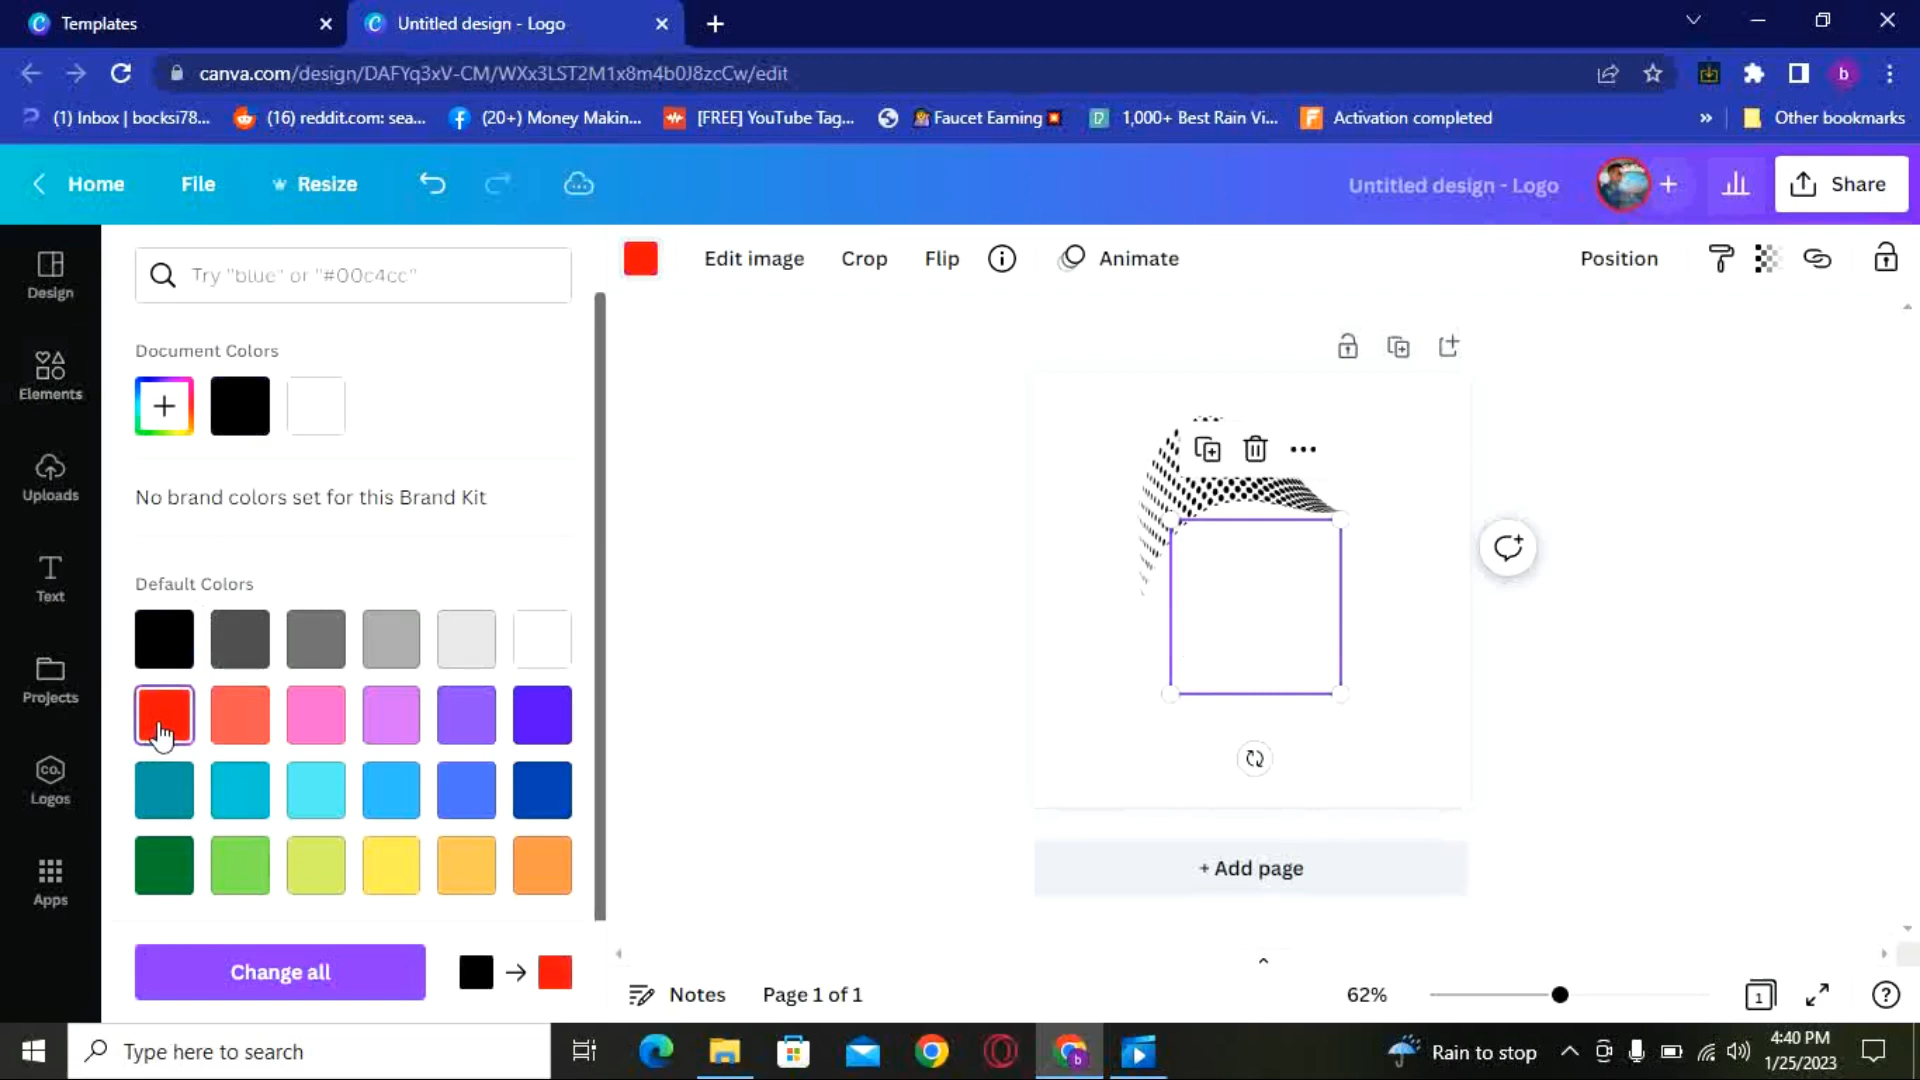 Templates
Untitled design - Logo
canva.com/design/DAFYq3xV-CM/WXx3LST2M1x8m4b0J8zcCw/edit
(1) Inbox | bocksi78...
(16) reddit.com: sea...
(20+) Money Makin...
[FREE] YouTube Tag...
Faucet Earning
1,000+ Best Rain Vi...
Activation completed
»
Other bookmarks
b
Home
File
Resize
Untitled design - Logo
Share
Design
Elements
Uploads
Text
Projects
CO.
Logos
Apps
Try "blue" or "#00c4cc"
Document Colors
No brand colors set for this Brand Kit
Default Colors
Change all
Edit image
Crop
Flip
Animate
Position
+ Add page
Notes
Page 1 of 1
62%
1
Type here to search
b
Rain to stop
4:40 PM
1/25/2023